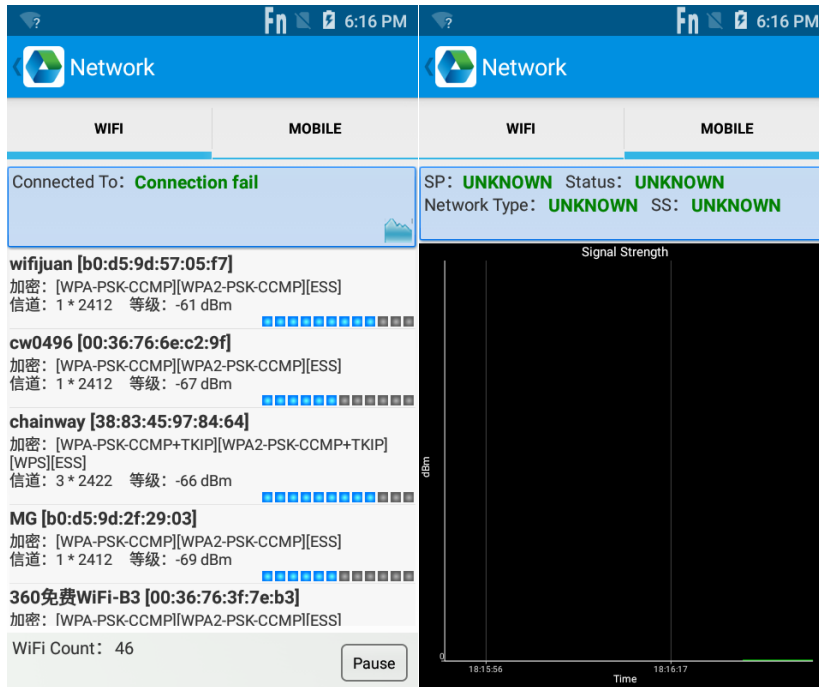 Fn 6:16 PM
Network
WIFI MOBILE
Connected To： Connection fail
wifijuan [b0:d5:9d:57:05:f7]
加密：[WPA-PSK-CCMP][WPA2-PSK-CCMP][ESS]
信道：1 * 2412 等级：-61 dBm
cw0496 [00:36:76:6e:c2:9f]
加密：[WPA-PSK-CCMP][WPA2-PSK-CCMP][ESS]
信道：1 * 2412 等级：-67 dBm
chainway [38:83:45:97:84:64]
加密：[WPA-PSK-CCMP+TKIP][WPA2-PSK-CCMP+TKIP]
[WPS][ESS]
信道：3 * 2422 等级：-66 dBm
MG [b0:d5:9d:2f:29:03]
加密：[WPA-PSK-CCMP][WPA2-PSK-CCMP][ESS]
信道：1 * 2412 等级：-69 dBm
360免费WiFi-B3 [00:36:76:3f:7e:b3]
加密：[WPA-PSK-CCMP][WPA2-PSK-CCMP][ESS]
WiFi Count： 46
Pause
Fn 6:16 PM
Network
WIFI MOBILE
SP： UNKNOWN Status： UNKNOWN
Network Type： UNKNOWN SS： UNKNOWN
Signal Strength
dBm
0
18:15:56 18:16:17
Time